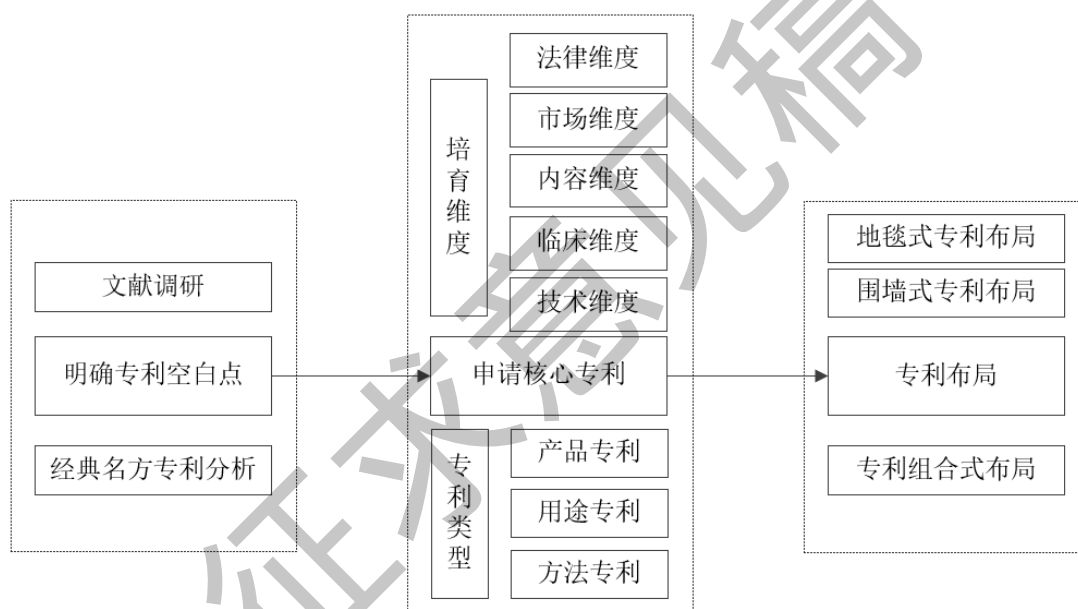 文献调研
明确专利空白点
经典名方专利分析
培育维度
法律维度
市场维度
内容维度
临床维度
技术维度
申请核心专利
专利类型
产品专利
用途专利
方法专利
地毯式专利布局
围墙式专利布局
专利布局
专利组合式布局
征求意见稿